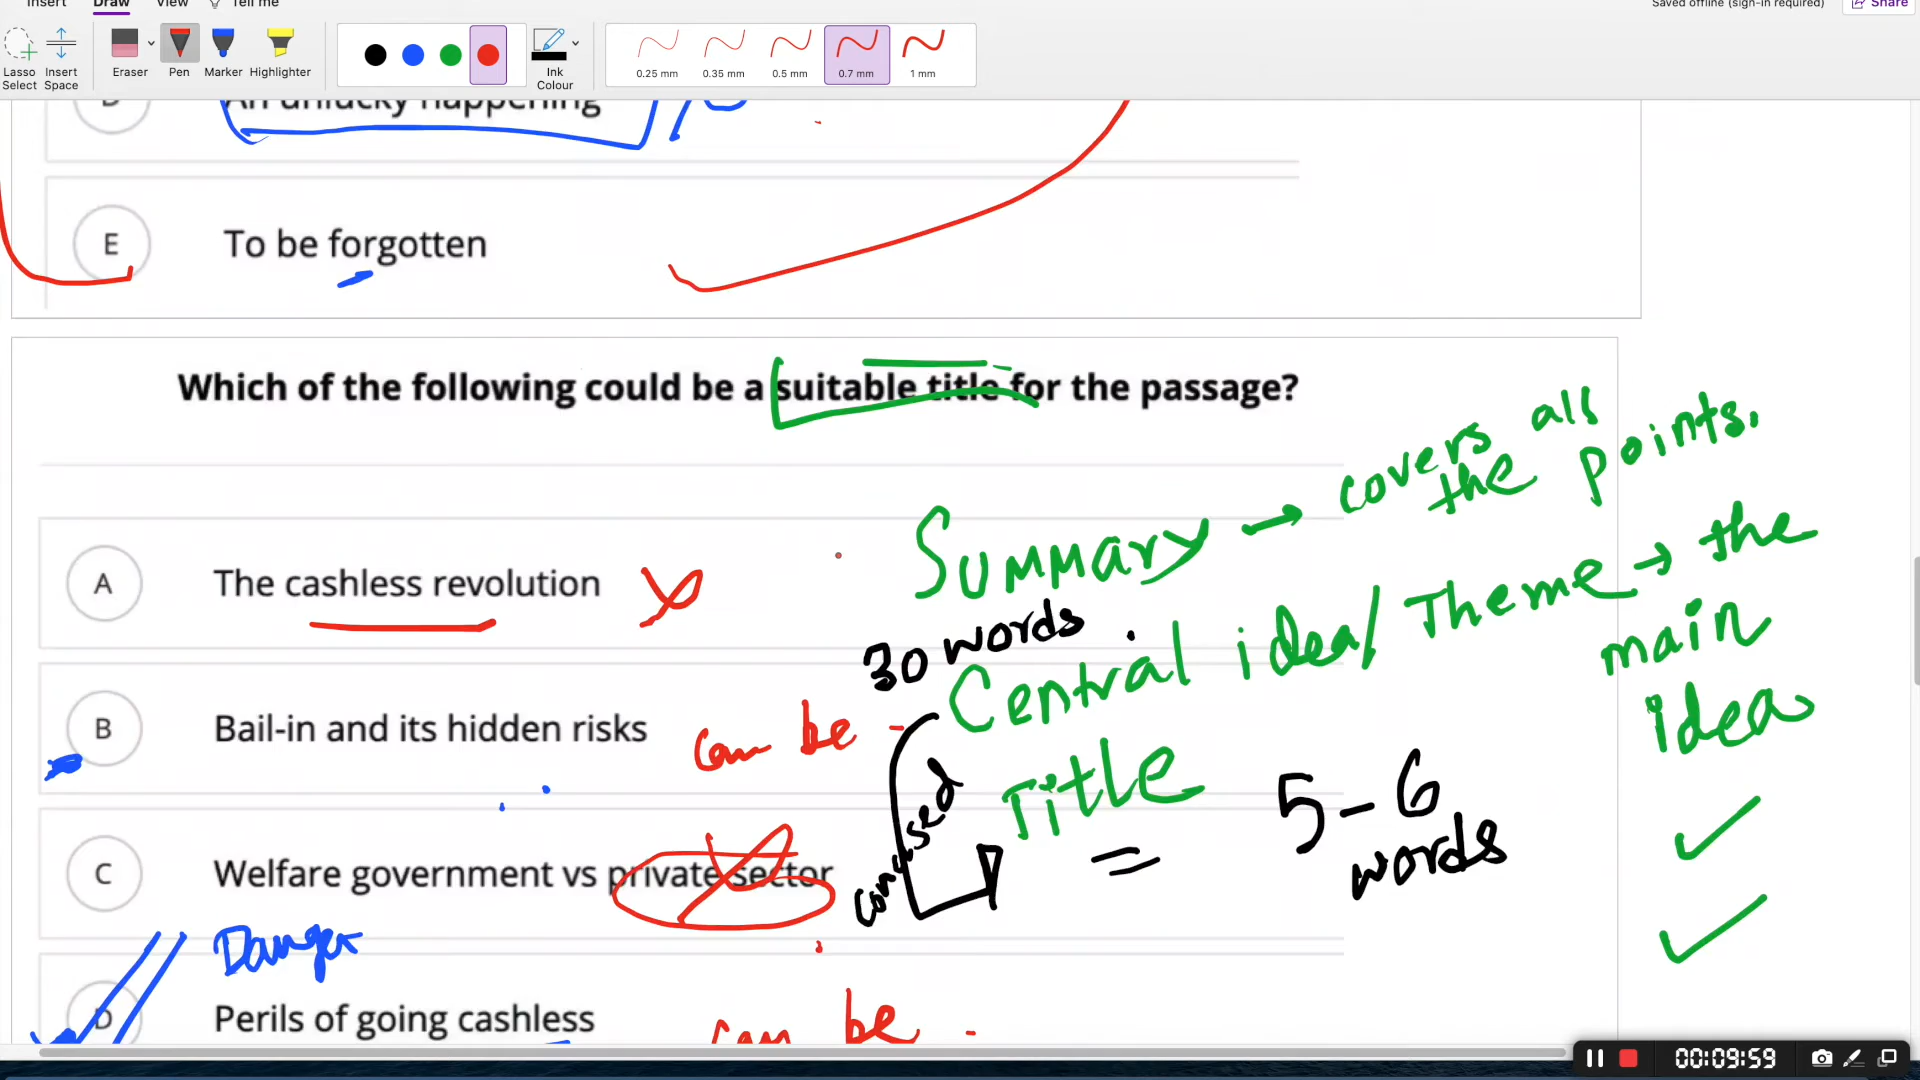 Insert Draw View Tell me Saved offline (sign-in required) Share
Lasso Select Insert Space Eraser Pen Marker Highlighter Ink Colour 0.25 mm 0.35 mm 0.5 mm 0.7 mm 1 mm
D An unlucky happening
E To be forgotten
Which of the following could be a suitable title for the passage?
covers all the points.
Summary →
A The cashless revolution
30 words
Central idea/ Theme → the main idea
B Bail-in and its hidden risks
can be -
Title = 5-6 words
C Welfare government vs private sector
Danger
D Perils of going cashless
can be -
00:09:59